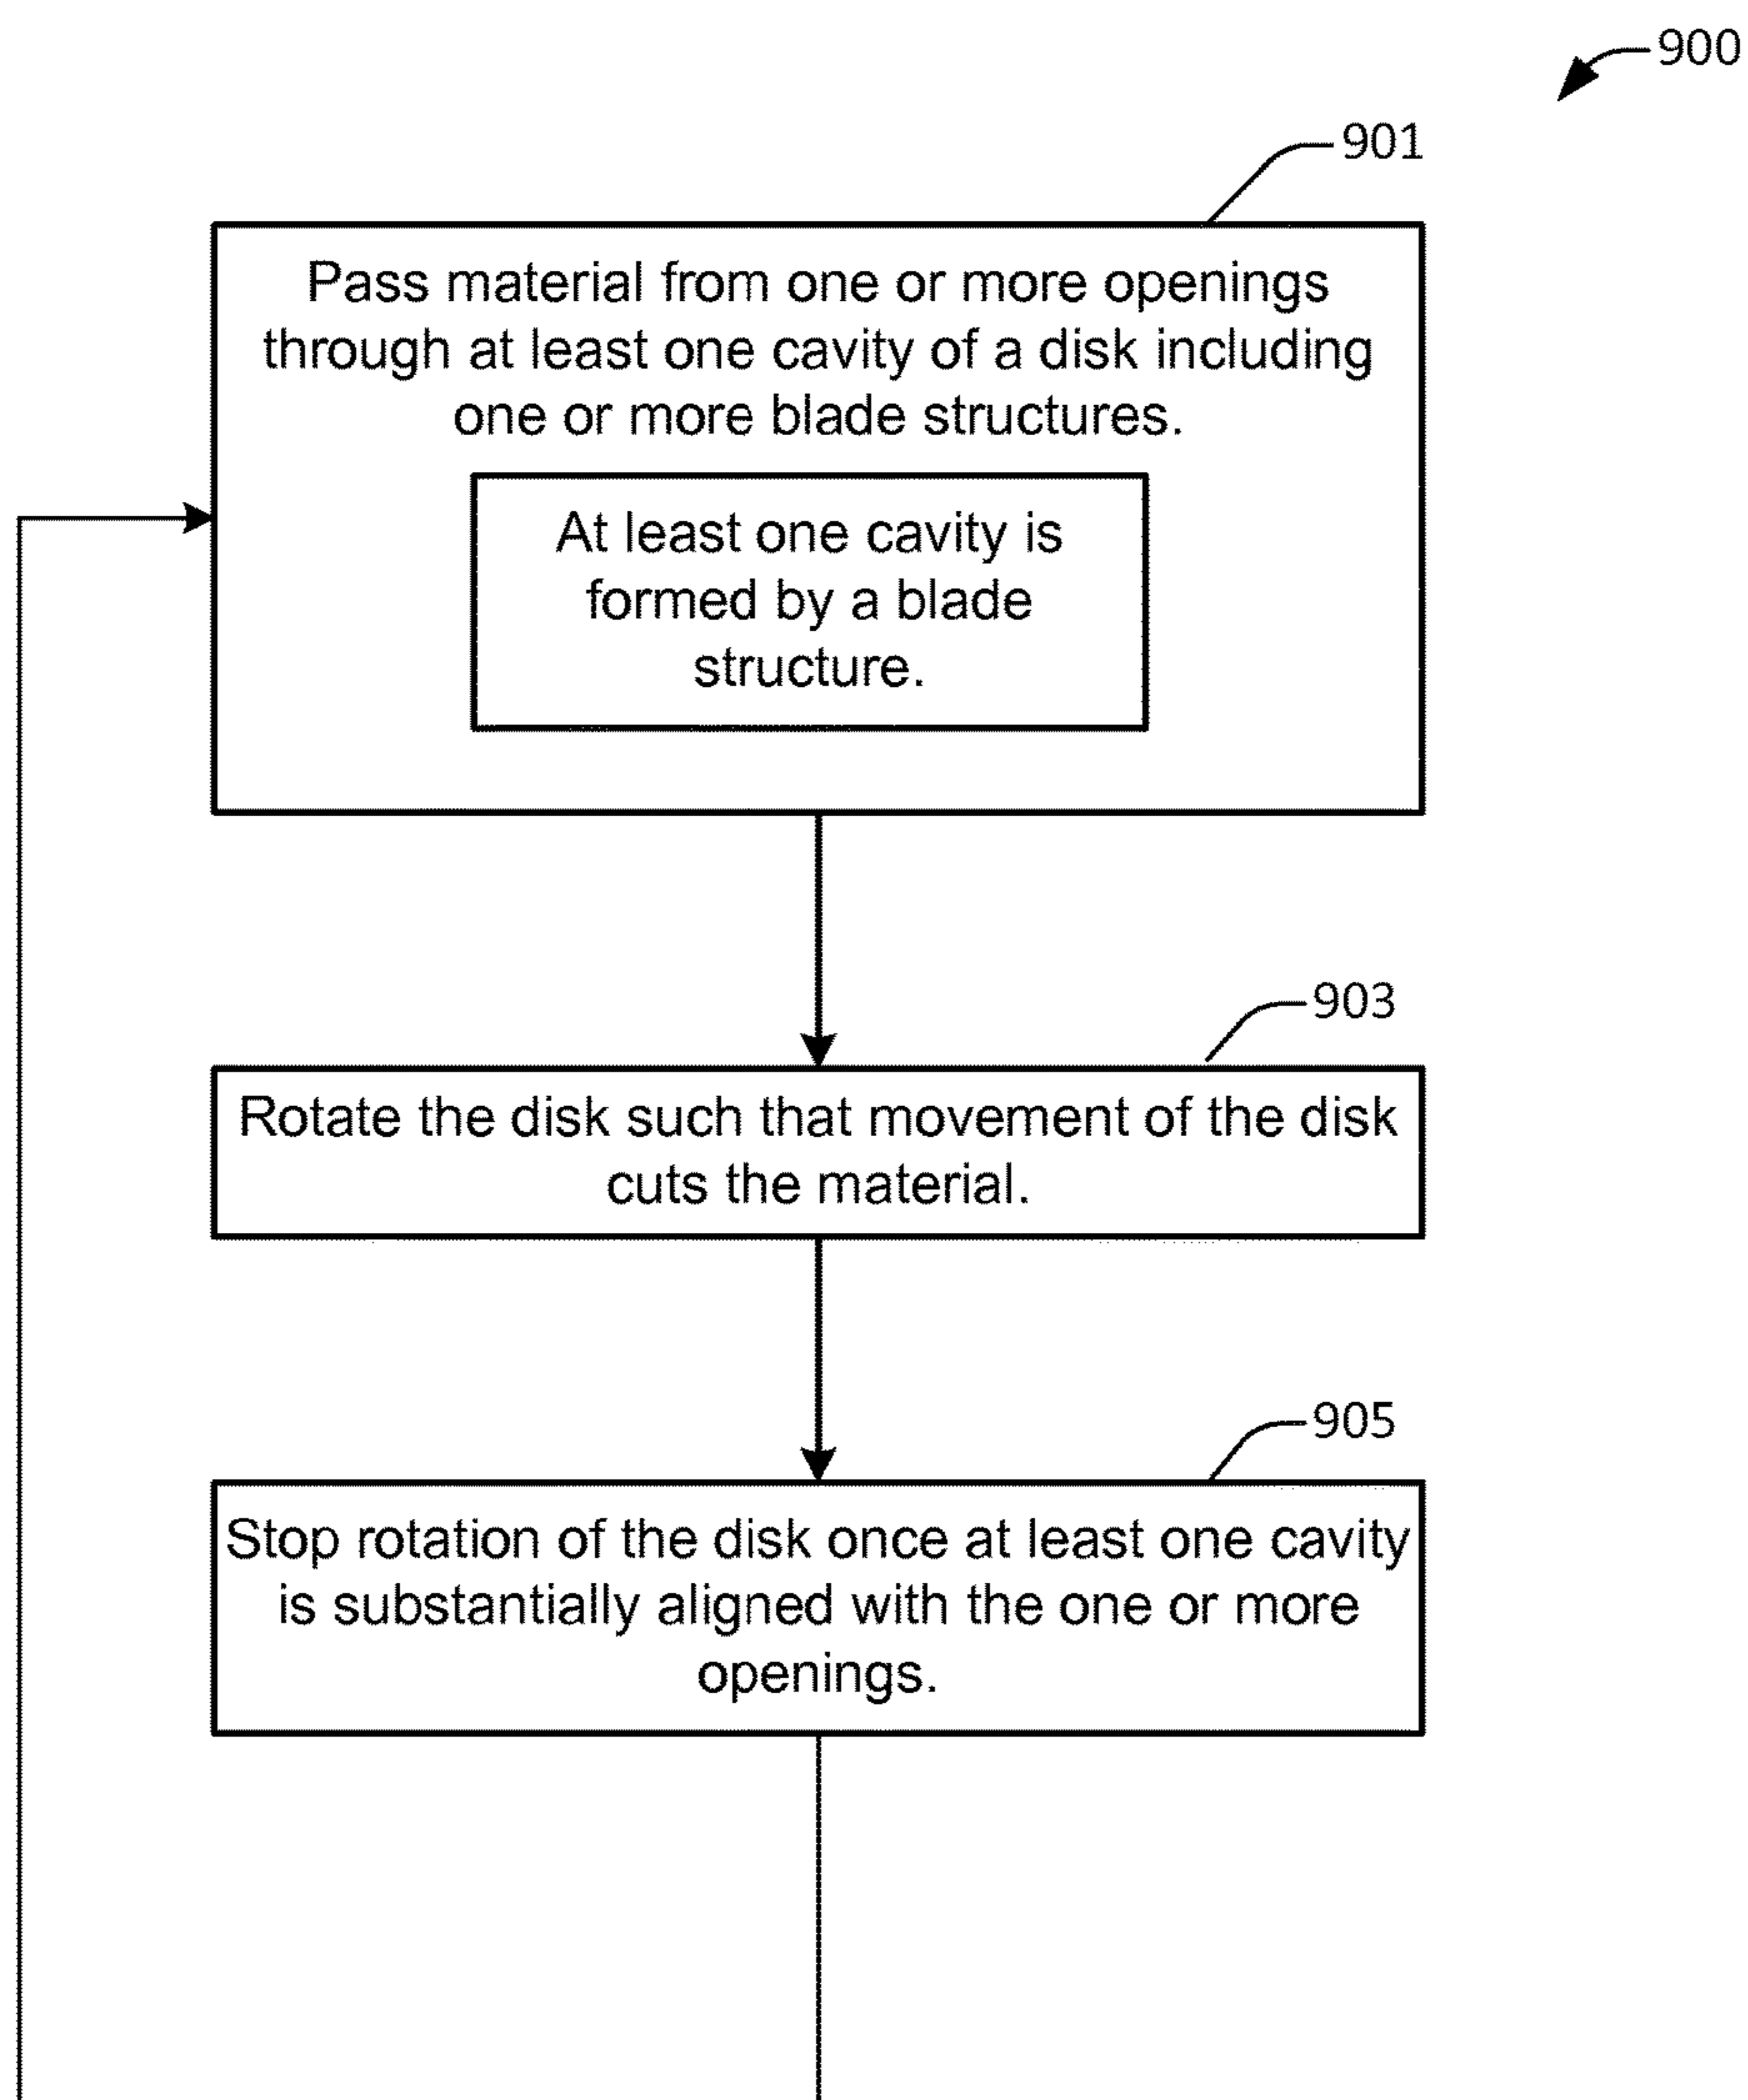 900
901
Pass material from one or more openings
through at least one cavity of a disk including
one or more blade structures.
At least one cavity is
formed by a blade
structure.
903
Rotate the disk such that movement of the disk
cuts the material.
905
Stop rotation of the disk once at least one cavity
is substantially aligned with the one or more
openings.